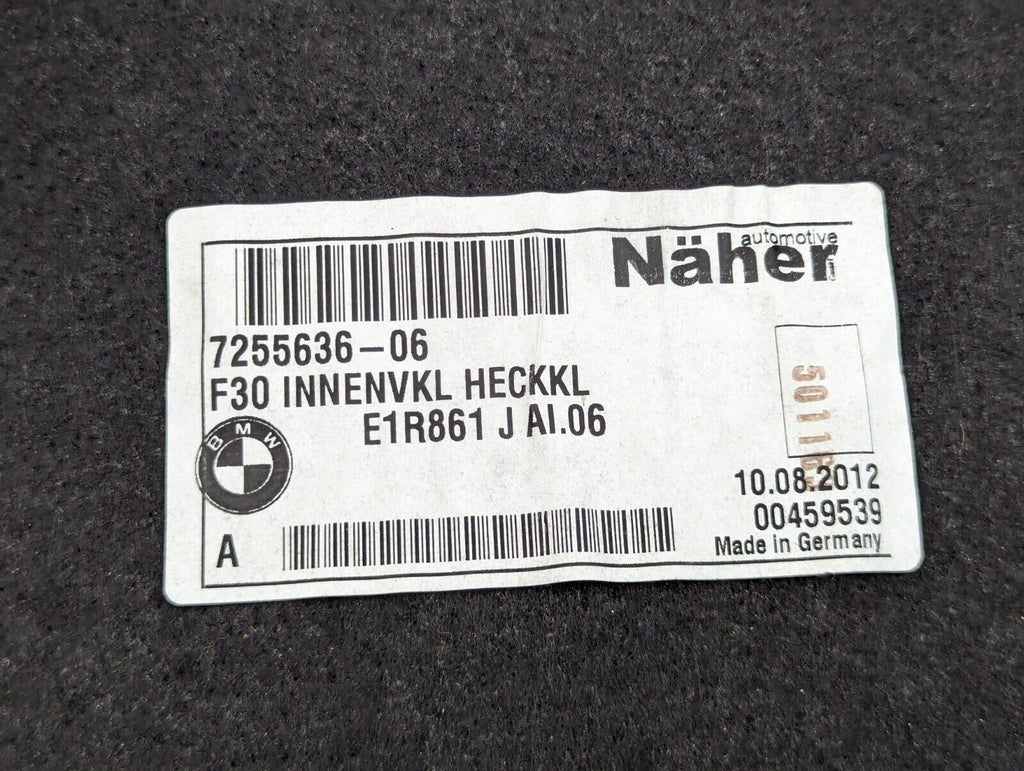 automotive
Näher
7255636-06
F30 INNENVKL HECKKL
E1R861 J AI.06
BMW
10.08.2012
00459539
A
Made in Germany